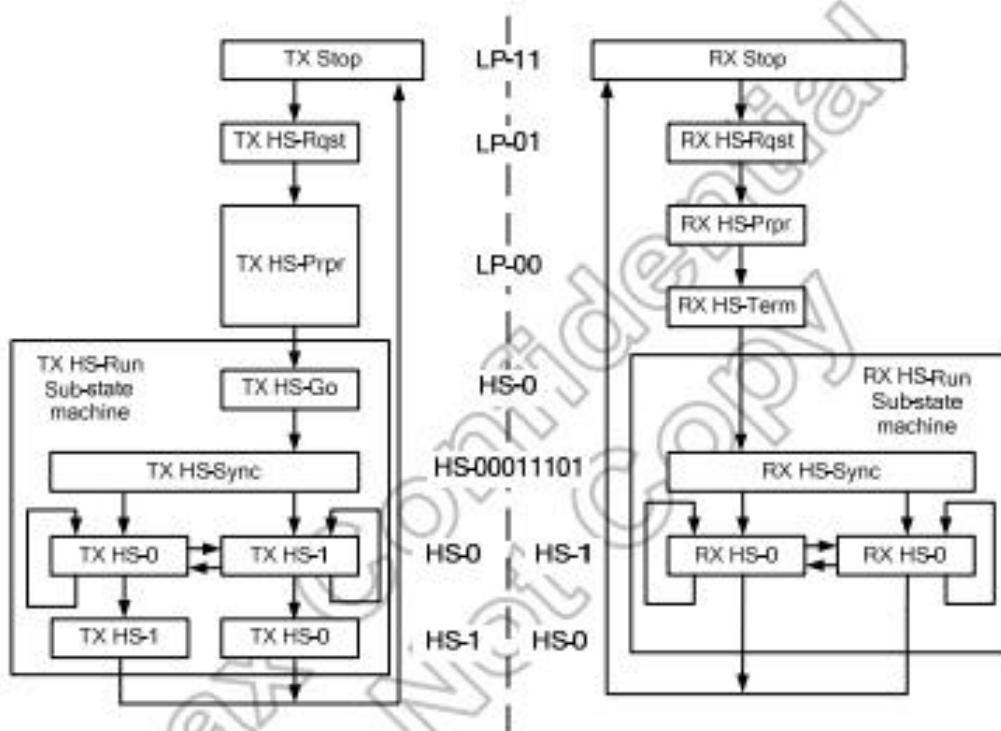 TX Stop
LP-11
RX Stop
TX HS-Rqst
LP-01
RX HS-Rqst
TX HS-Prpr
LP-00
RX HS-Prpr
RX HS-Term
TX HS-Run
Sub-state
machine
TX HS-Go
HS-0
RX HS-Run
Sub-state
machine
TX HS-Sync
HS-00011101
RX HS-Sync
TX HS-0
TX HS-1
HS-0
HS-1
RX HS-0
RX HS-0
TX HS-1
TX HS-0
HS-1
HS-0
Confidential
Not Copy